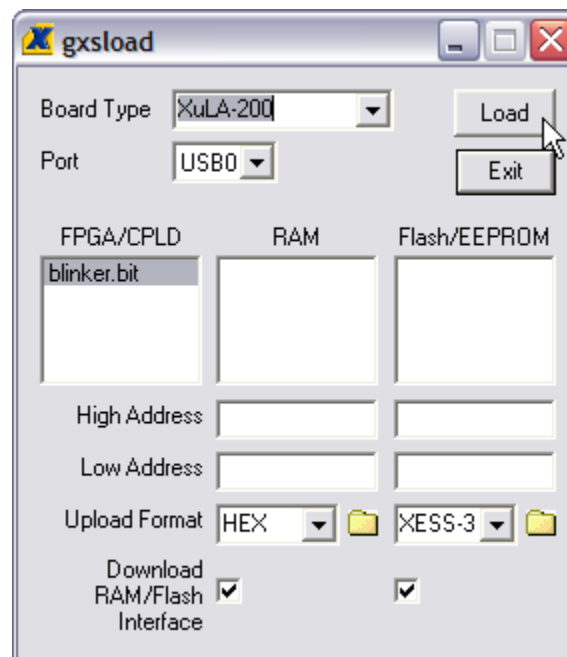 gxsload
Board Type XuLA-200 Load
Port USB0 Exit
FPGA/CPLD RAM Flash/EEPROM
blinker.bit
High Address
Low Address
Upload Format HEX XESS-3
Download
RAM/Flash
Interface